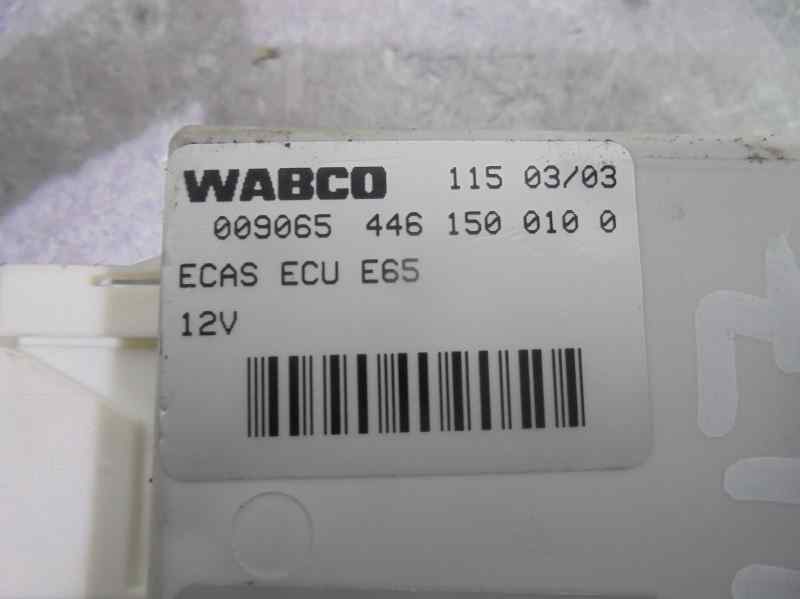 WABCO 115 03/03
009065 446 150 010 0
ECAS ECU E65
12V